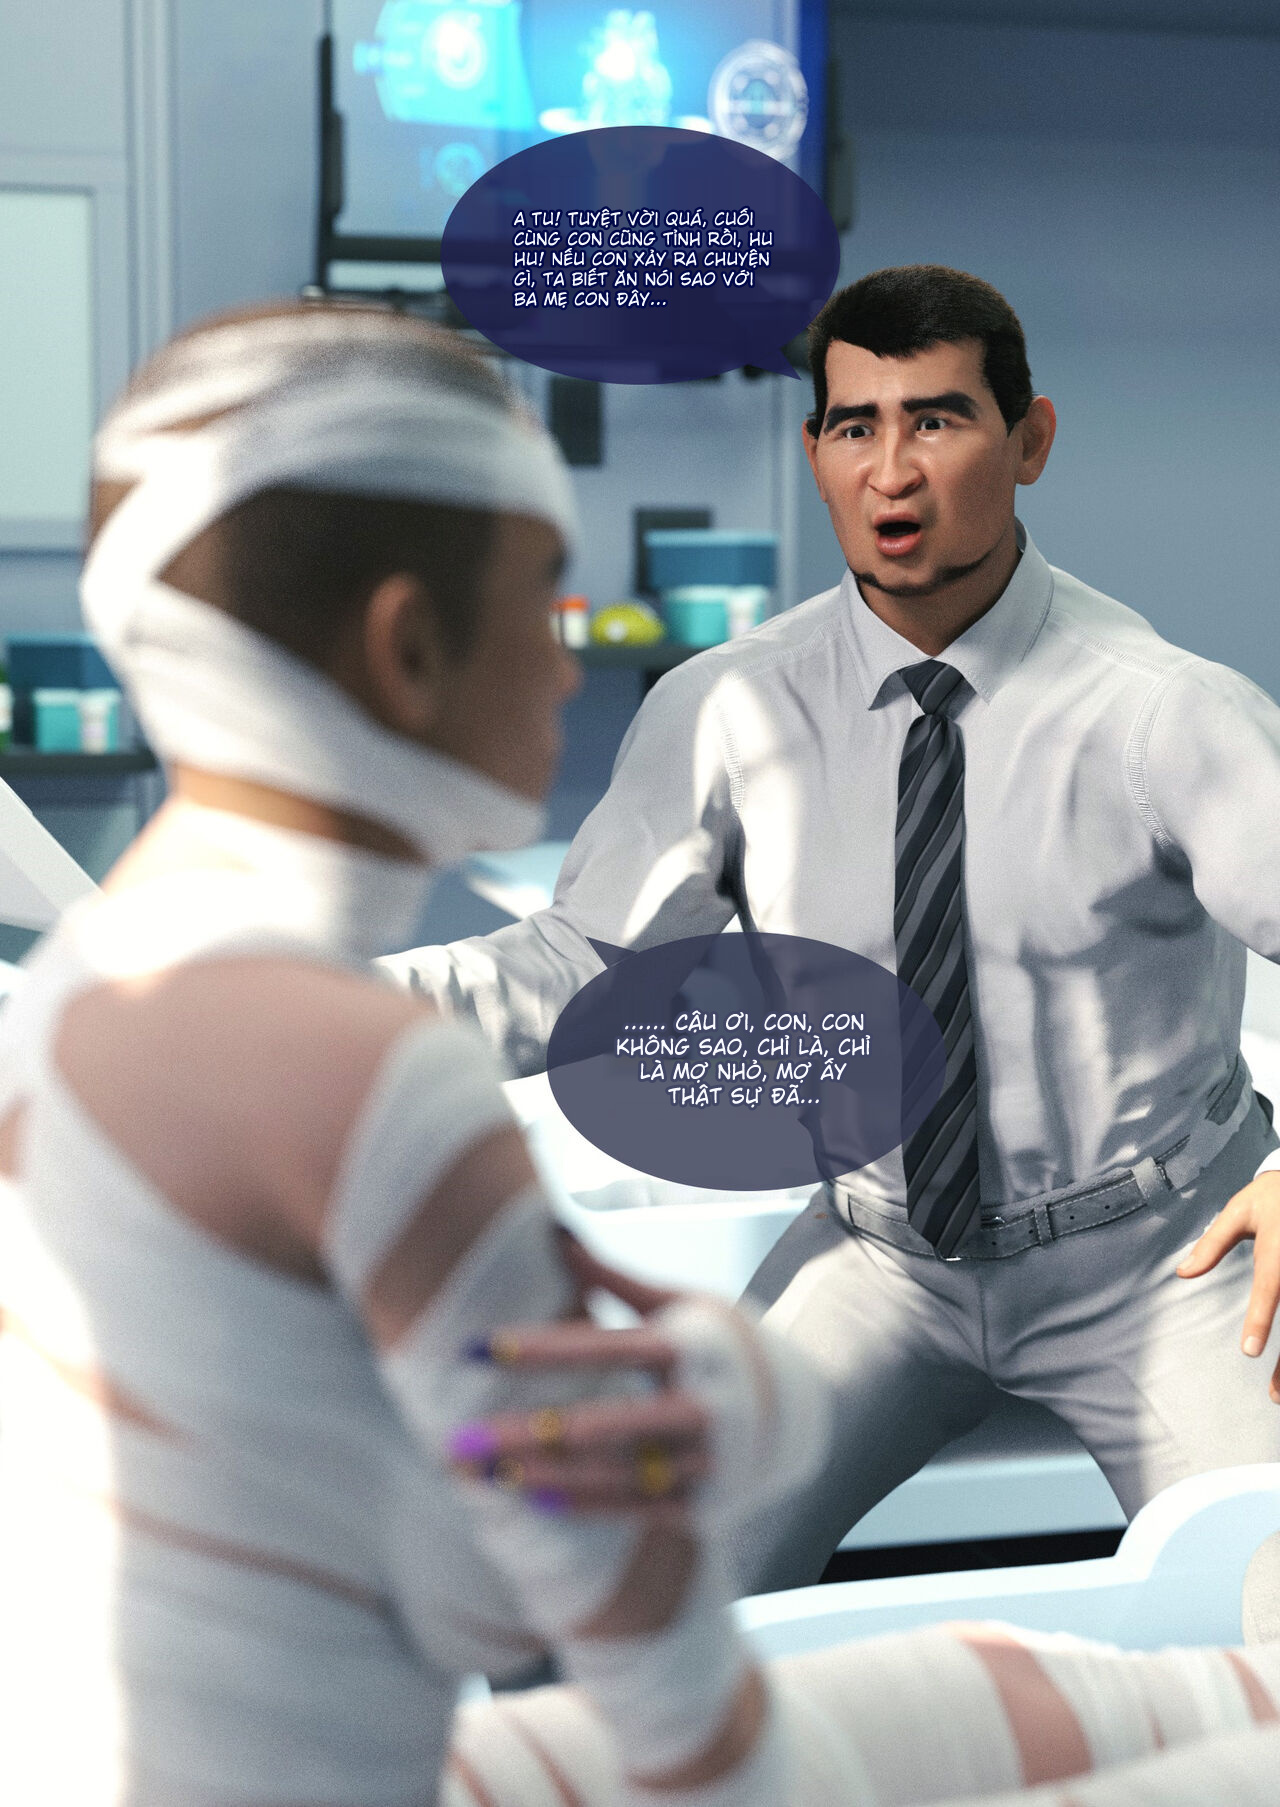 A TU! TUYỆT VỜI QUÁ, CUỐI
CÙNG CON CŨNG TỈNH RỒI, HU
HU! NẾU CON XẢY RA CHUYỆN
GÌ, TA BIẾT ĂN NÓI SAO VỚI
BA MẸ CON ĐÂY...
...... CẬU ƠI, CON, CON
KHÔNG SAO, CHỈ LÀ, CHỈ
LÀ MỢ NHỎ, MỢ ẤY
THẬT SỰ ĐÃ...